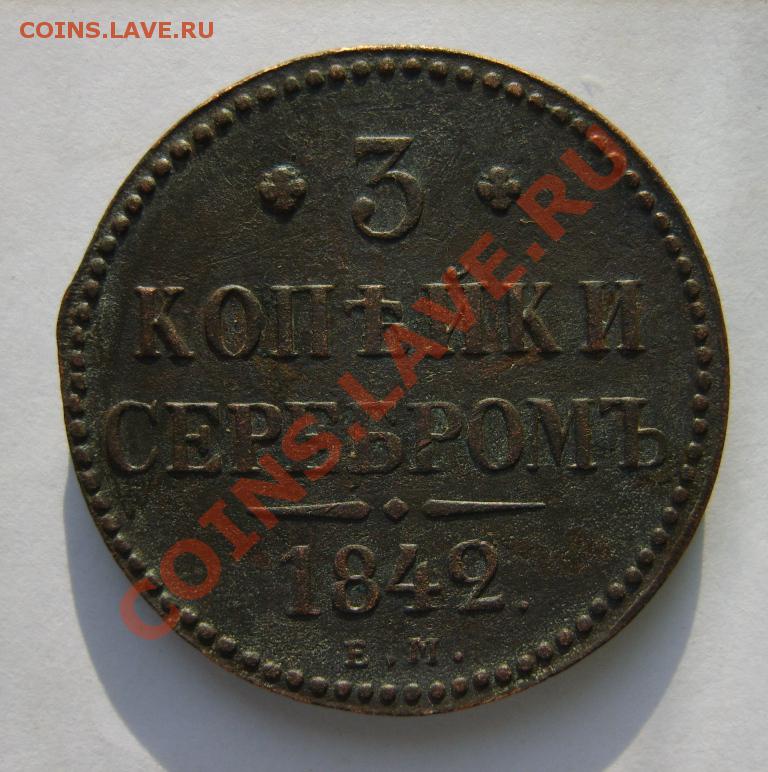 COINS.LAVE.RU
3
КОПѢЙКИ
СЕРЕБРОМЪ
1842.
Е.М.
COINS.LAVE.RU